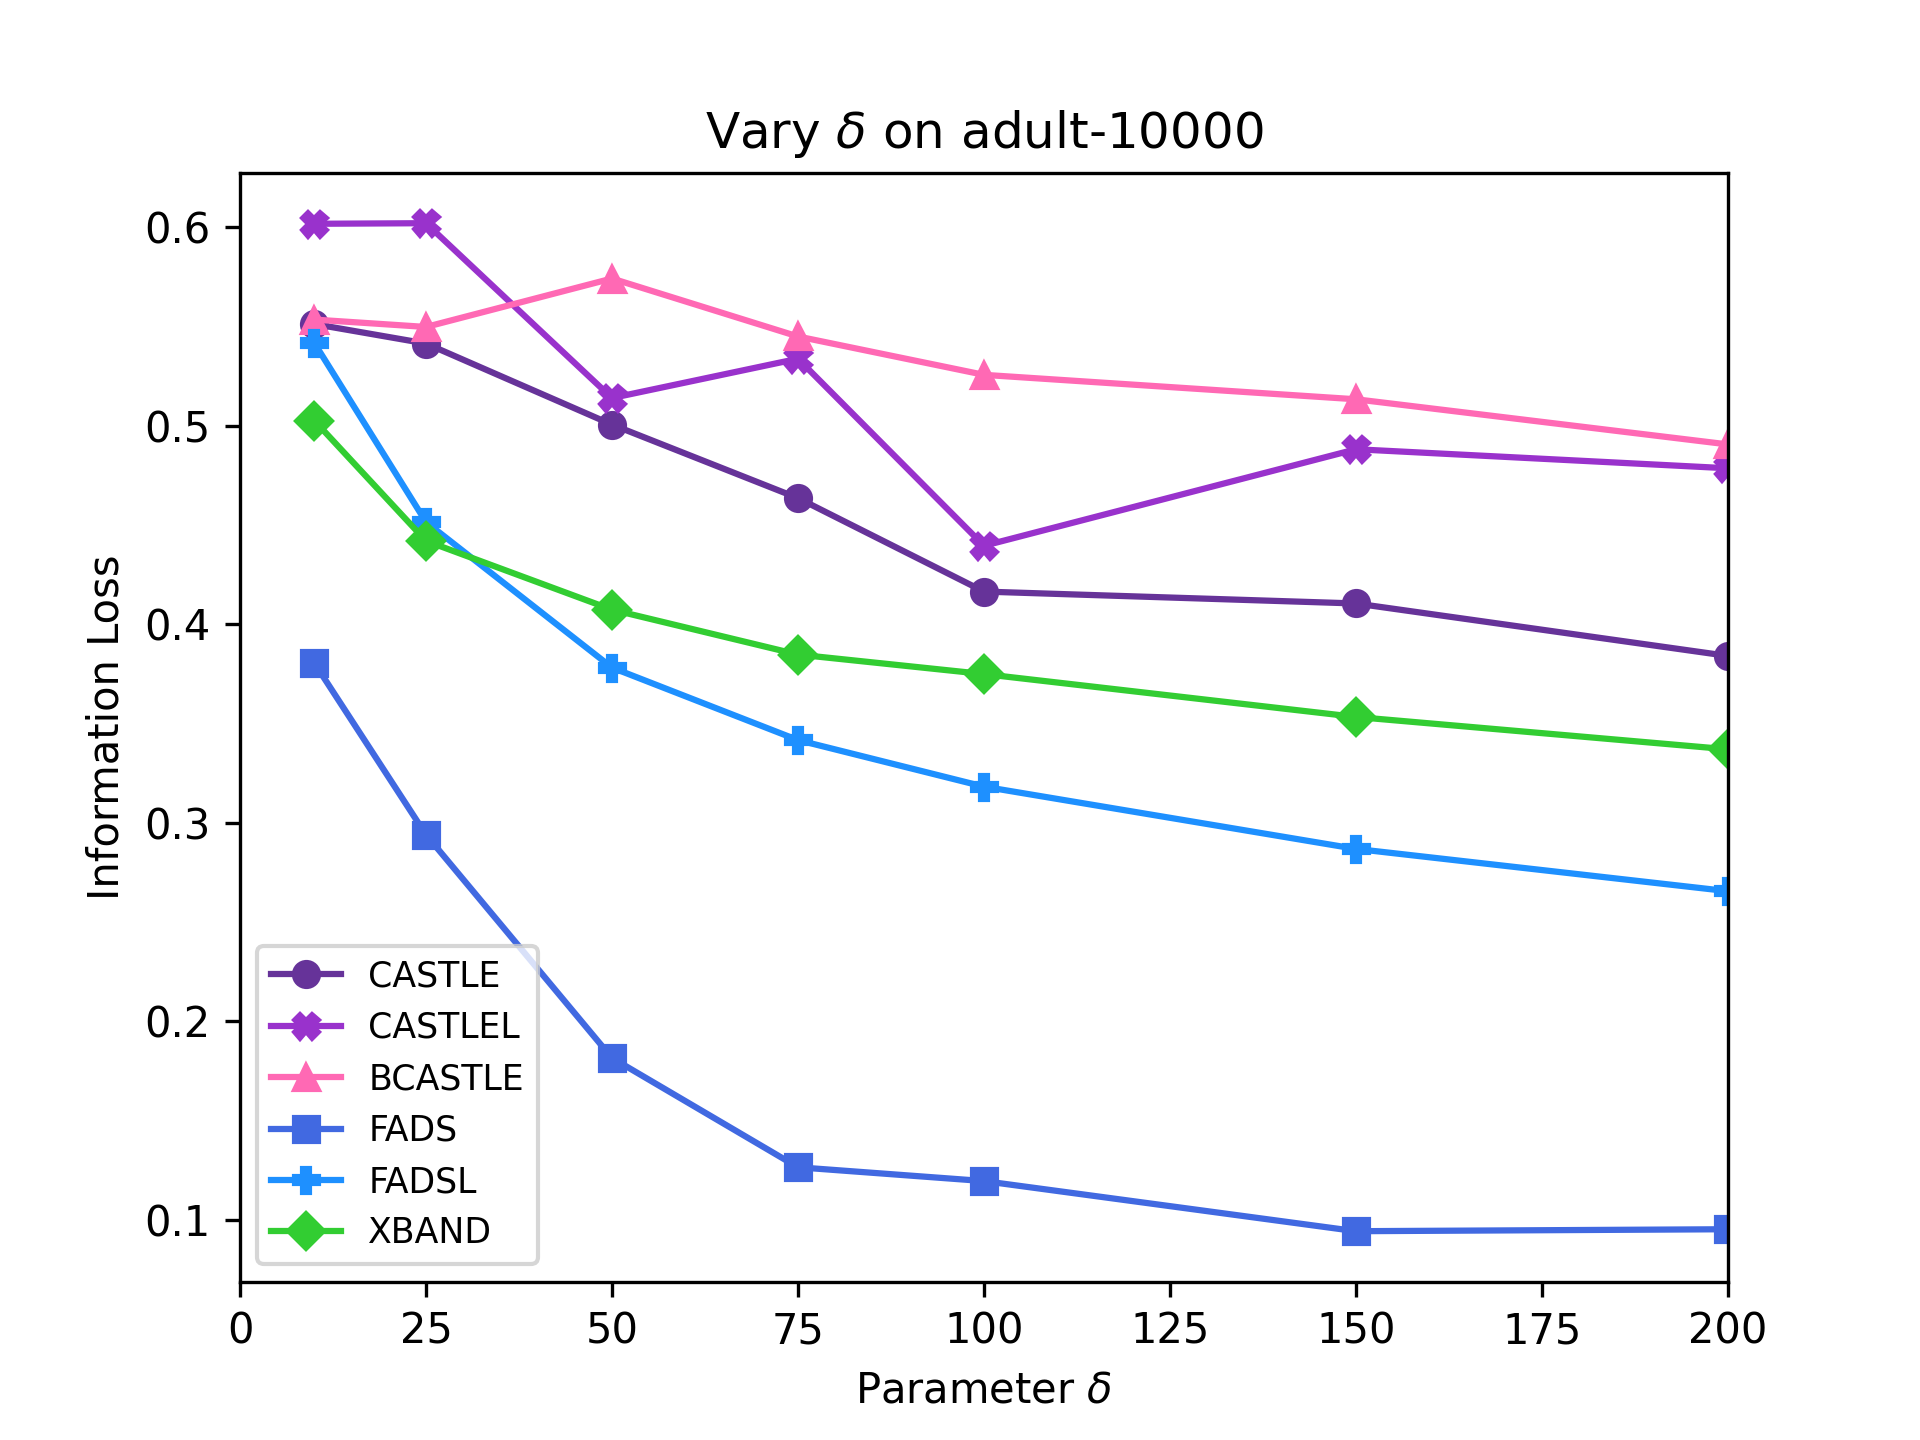 Vary δ on adult-10000
0.6
0.5
0.4
0.3
0.2
0.1
Information Loss
CASTLE
CASTLEL
BCASTLE
FADS
FADSL
XBAND
0 25 50 75 100 125 150 175 200
Parameter δ